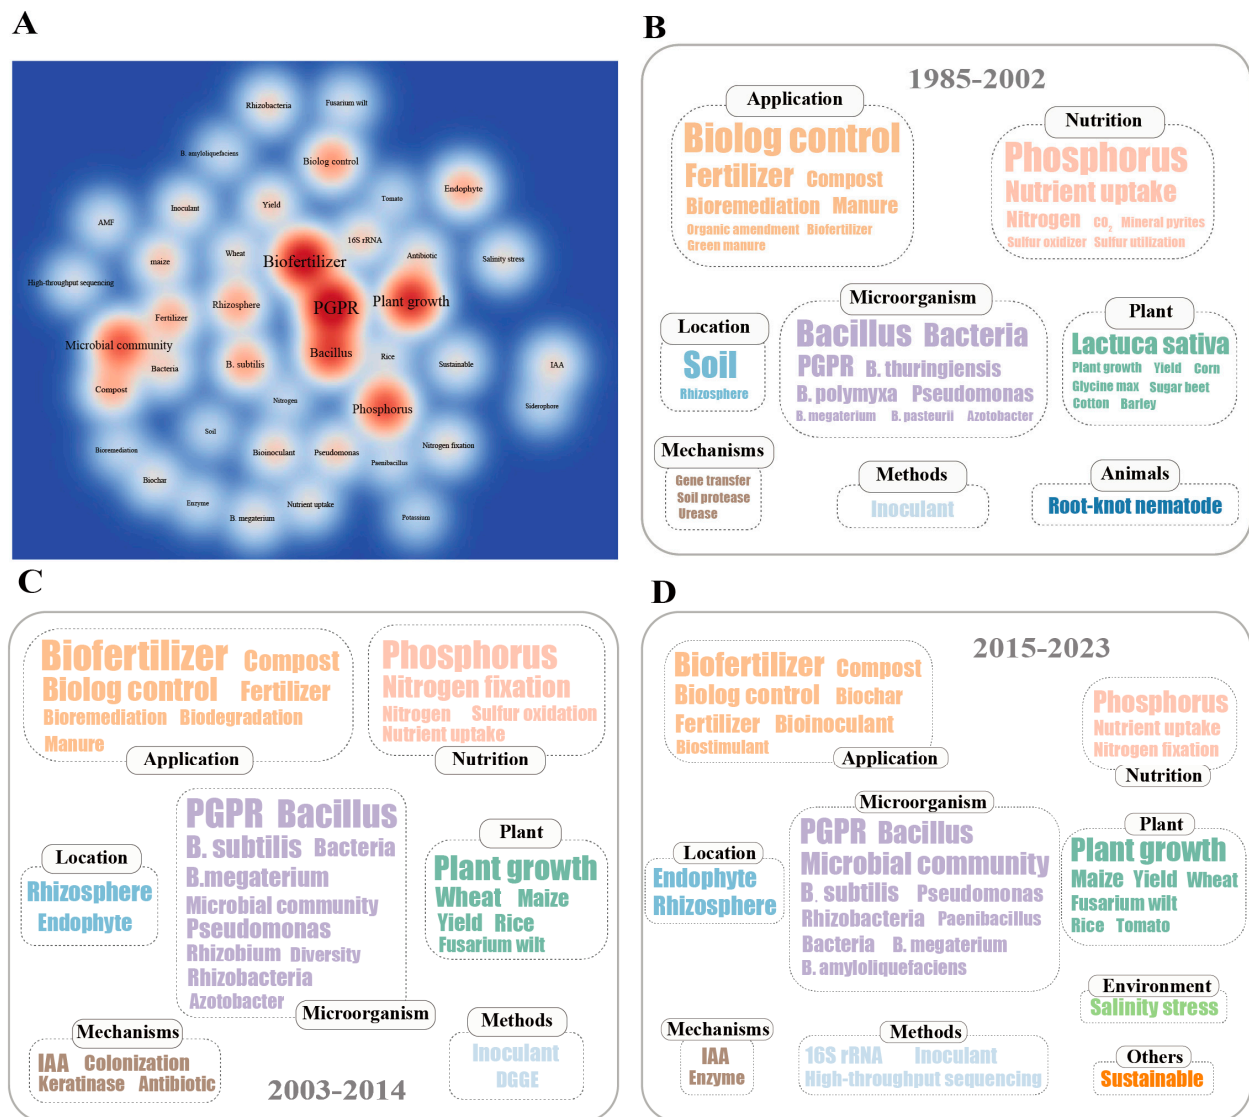 A
Rhizobacteria
Fusarium wilt
B. amyloliquefaciens
Biolog control
Endophyte
Tomato
Inoculant
Yield
AMF
16S rRNA
Wheat
Antibiotic
Salinity stress
maize
Biofertilizer
High-throughput sequencing
Rhizosphere
PGPR
Plant growth
Fertilizer
Microbial community
Bacillus
Rice
Bacteria
B. subtilis
Sustainable
IAA
Compost
Nitrogen
Phosphorus
Siderophore
Soil
Bioremediation
Bioinoculant
Pseudomonas
Nitrogen fixation
Paenibacillus
Biochar
Enzyme
Nutrient uptake
B. megaterium
Potassium
B
1985-2002
Application
Biolog control
Fertilizer Compost
Bioremediation Manure
Organic amendment Biofertilizer
Green manure
Nutrition
Phosphorus
Nutrient uptake
Nitrogen CO2 Mineral pyrites
Sulfur oxidizer Sulfur utilization
Location
Soil
Rhizosphere
Microorganism
Bacillus Bacteria
PGPR B. thuringiensis
B. polymyxa Pseudomonas
B. megaterium B. pasteurii Azotobacter
Plant
Lactuca sativa
Plant growth Yield Corn
Glycine max Sugar beet
Cotton Barley
Mechanisms
Gene transfer
Soil protease
Urease
Methods
Inoculant
Animals
Root-knot nematode
C
Biofertilizer Compost
Biolog control Fertilizer
Bioremediation Biodegradation
Manure
Application
Phosphorus
Nitrogen fixation
Nitrogen Sulfur oxidation
Nutrient uptake
Nutrition
Location
Rhizosphere
Endophyte
PGPR Bacillus
B. subtilis Bacteria
B.megaterium
Microbial community
Pseudomonas
Rhizobium Diversity
Rhizobacteria
Azotobacter
Microorganism
Plant
Plant growth
Wheat Maize
Yield Rice
Fusarium wilt
Mechanisms
IAA Colonization
Keratinase Antibiotic
Methods
Inoculant
DGGE
2003-2014
D
2015-2023
Biofertilizer Compost
Biolog control Biochar
Fertilizer Bioinoculant
Biostimulant
Application
Phosphorus
Nutrient uptake
Nitrogen fixation
Nutrition
Location
Endophyte
Rhizosphere
Microorganism
PGPR Bacillus
Microbial community
B. subtilis Pseudomonas
Rhizobacteria Paenibacillus
Bacteria B. megaterium
B. amyloliquefaciens
Plant
Plant growth
Maize Yield Wheat
Fusarium wilt
Rice Tomato
Environment
Salinity stress
Mechanisms
IAA
Enzyme
Methods
16S rRNA Inoculant
High-throughput sequencing
Others
Sustainable